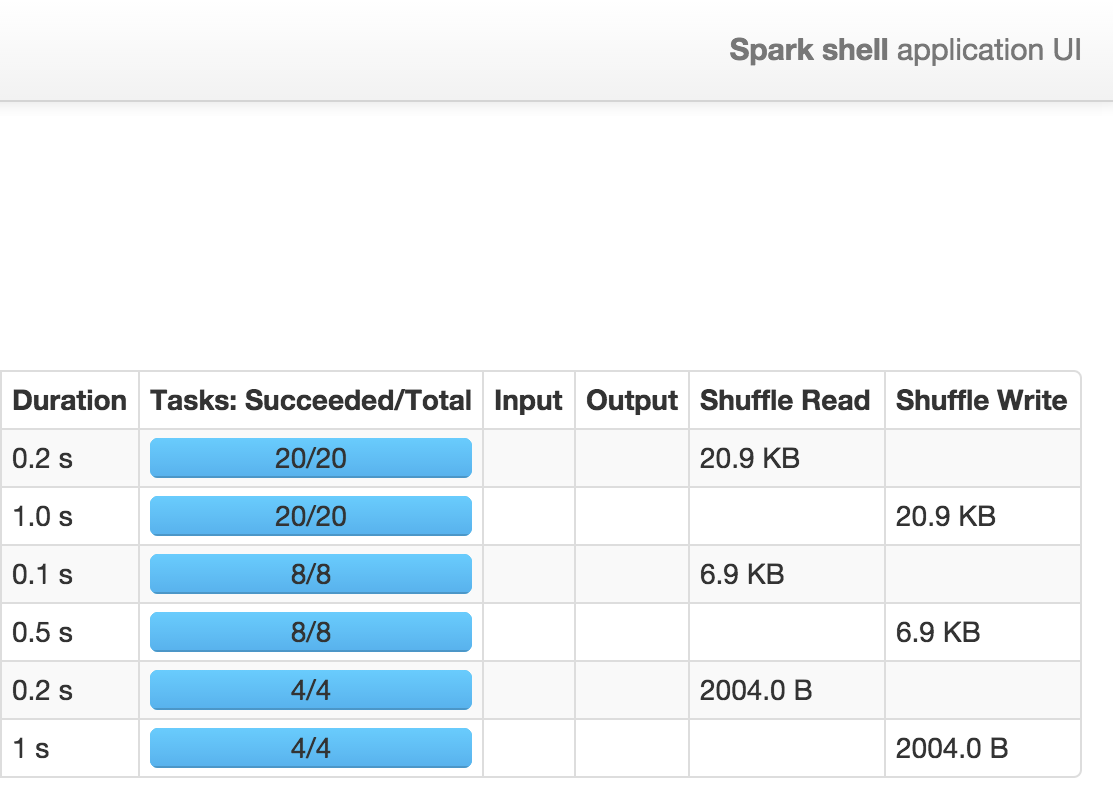 Spark shell application UI
Duration Tasks: Succeeded/Total Input Output Shuffle Read Shuffle Write
0.2 s 20/20 20.9 KB
1.0 s 20/20 20.9 KB
0.1 s 8/8 6.9 KB
0.5 s 8/8 6.9 KB
0.2 s 4/4 2004.0 B
1 s 4/4 2004.0 B